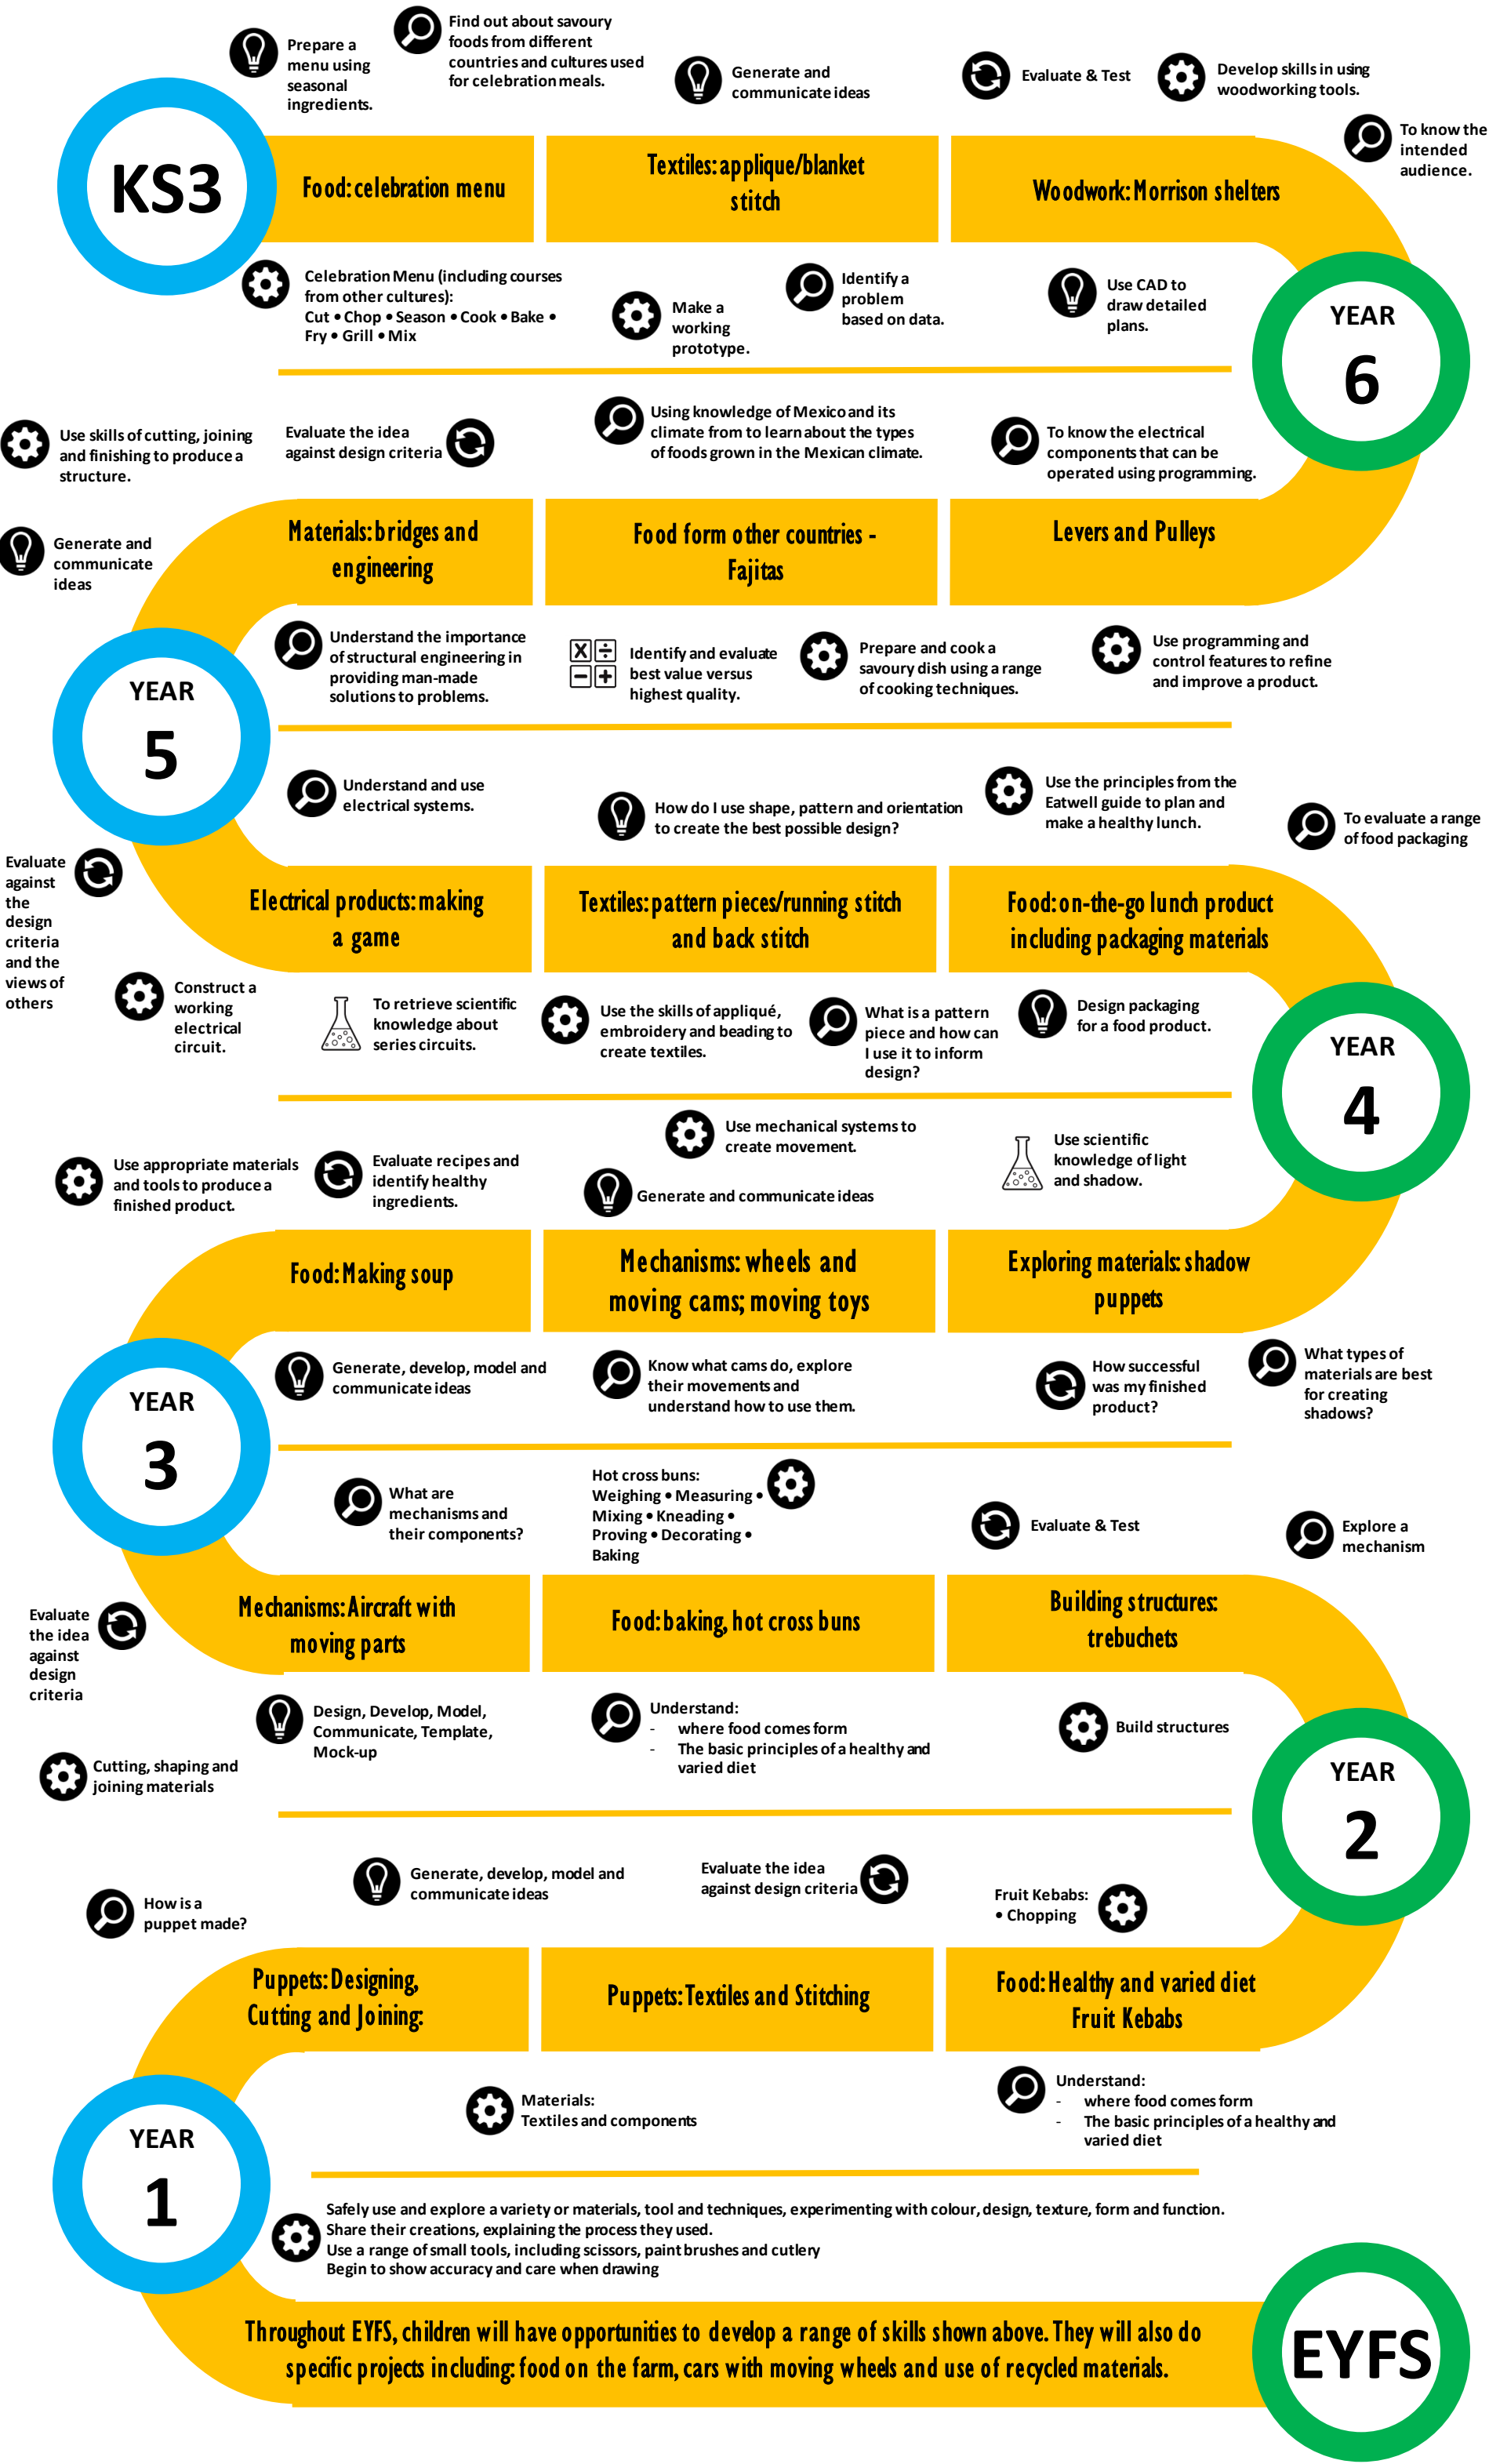 Prepare a
menu using
seasonal
ingredients.
Find out about savoury
foods from different
countries and cultures used
for celebration meals.
Generate and
communicate ideas
Evaluate & Test
Develop skills in using
woodworking tools.
To know the
intended
audience.
KS3
Food: celebration menu
Textiles: applique/blanket
stitch
Woodwork: Morrison shelters
Celebration Menu (including courses
from other cultures):
Cut • Chop • Season • Cook • Bake •
Fry • Grill • Mix
Make a
working
prototype.
Identify a
problem
based on data.
Use CAD to
draw detailed
plans.
YEAR
6
Use skills of cutting, joining
and finishing to produce a
structure.
Evaluate the idea
against design criteria
Using knowledge of Mexico and its
climate from to learn about the types
of foods grown in the Mexican climate.
To know the electrical
components that can be
operated using programming.
Generate and
communicate
ideas
Materials: bridges and
engineering
Food form other countries -
Fajitas
Levers and Pulleys
Understand the importance
of structural engineering in
providing man-made
solutions to problems.
Identify and evaluate
best value versus
highest quality.
Prepare and cook a
savoury dish using a range
of cooking techniques.
Use programming and
control features to refine
and improve a product.
YEAR
5
Understand and use
electrical systems.
How do I use shape, pattern and orientation
to create the best possible design?
Use the principles from the
Eatwell guide to plan and
make a healthy lunch.
To evaluate a range
of food packaging
Evaluate
against
the
design
criteria
and the
views of
others
Electrical products: making
a game
Textiles: pattern pieces/running stitch
and back stitch
Food: on-the-go lunch product
including packaging materials
Construct a
working
electrical
circuit.
To retrieve scientific
knowledge about
series circuits.
Use the skills of appliqué,
embroidery and beading to
create textiles.
What is a pattern
piece and how can
I use it to inform
design?
Design packaging
for a food product.
YEAR
4
Use appropriate materials
and tools to produce a
finished product.
Evaluate recipes and
identify healthy
ingredients.
Use mechanical systems to
create movement.
Generate and communicate ideas
Use scientific
knowledge of light
and shadow.
Food: Making soup
Mechanisms: wheels and
moving cams; moving toys
Exploring materials: shadow
puppets
Generate, develop, model and
communicate ideas
Know what cams do, explore
their movements and
understand how to use them.
How successful
was my finished
product?
What types of
materials are best
for creating
shadows?
YEAR
3
What are
mechanisms and
their components?
Hot cross buns:
Weighing • Measuring •
Mixing • Kneading •
Proving • Decorating •
Baking
Evaluate & Test
Explore a
mechanism
Evaluate
the idea
against
design
criteria
Mechanisms: Aircraft with
moving parts
Food: baking, hot cross buns
Building structures:
trebuchets
Design, Develop, Model,
Communicate, Template,
Mock-up
Understand:
- where food comes form
- The basic principles of a healthy and
varied diet
Build structures
Cutting, shaping and
joining materials
YEAR
2
How is a
puppet made?
Generate, develop, model and
communicate ideas
Evaluate the idea
against design criteria
Fruit Kebabs:
• Chopping
Puppets: Designing,
Cutting and Joining:
Puppets: Textiles and Stitching
Food: Healthy and varied diet
Fruit Kebabs
Materials:
Textiles and components
Understand:
- where food comes form
- The basic principles of a healthy and
varied diet
YEAR
1
Safely use and explore a variety or materials, tool and techniques, experimenting with colour, design, texture, form and function.
Share their creations, explaining the process they used.
Use a range of small tools, including scissors, paint brushes and cutlery
Begin to show accuracy and care when drawing
Throughout EYFS, children will have opportunities to develop a range of skills shown above. They will also do
specific projects including: food on the farm, cars with moving wheels and use of recycled materials.
EYFS